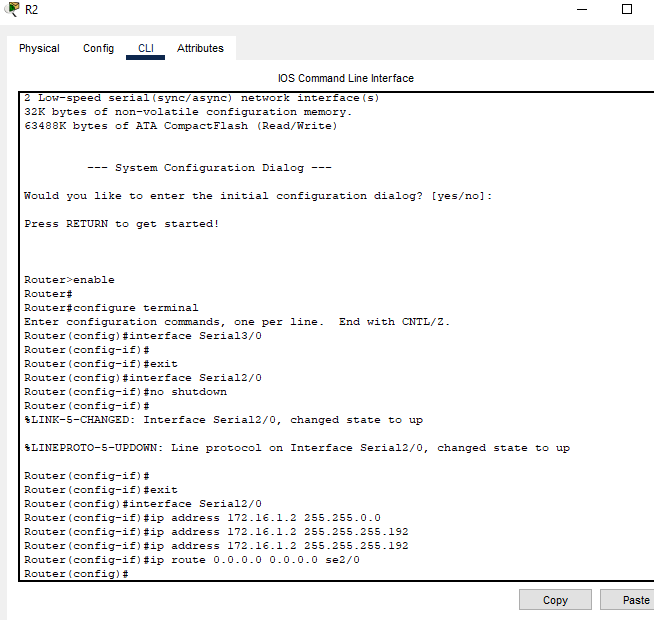 R2
Physical Config CLI Attributes
IOS Command Line Interface
2 Low-speed serial(sync/async) network interface(s)
32K bytes of non-volatile configuration memory.
63488K bytes of ATA CompactFlash (Read/Write)
--- System Configuration Dialog ---
Would you like to enter the initial configuration dialog? [yes/no]:
Press RETURN to get started!
Router>enable
Router#
Router#configure terminal
Enter configuration commands, one per line.  End with CNTL/Z.
Router(config)#interface Serial3/0
Router(config-if)#
Router(config-if)#exit
Router(config)#interface Serial2/0
Router(config-if)#no shutdown
Router(config-if)#
%LINK-5-CHANGED: Interface Serial2/0, changed state to up
%LINEPROTO-5-UPDOWN: Line protocol on Interface Serial2/0, changed state to up
Router(config-if)#
Router(config-if)#exit
Router(config)#interface Serial2/0
Router(config-if)#ip address 172.16.1.2 255.255.0.0
Router(config-if)#ip address 172.16.1.2 255.255.255.192
Router(config-if)#ip address 172.16.1.2 255.255.255.192
Router(config-if)#ip route 0.0.0.0 0.0.0.0 se2/0
Router(config)#
Copy Paste